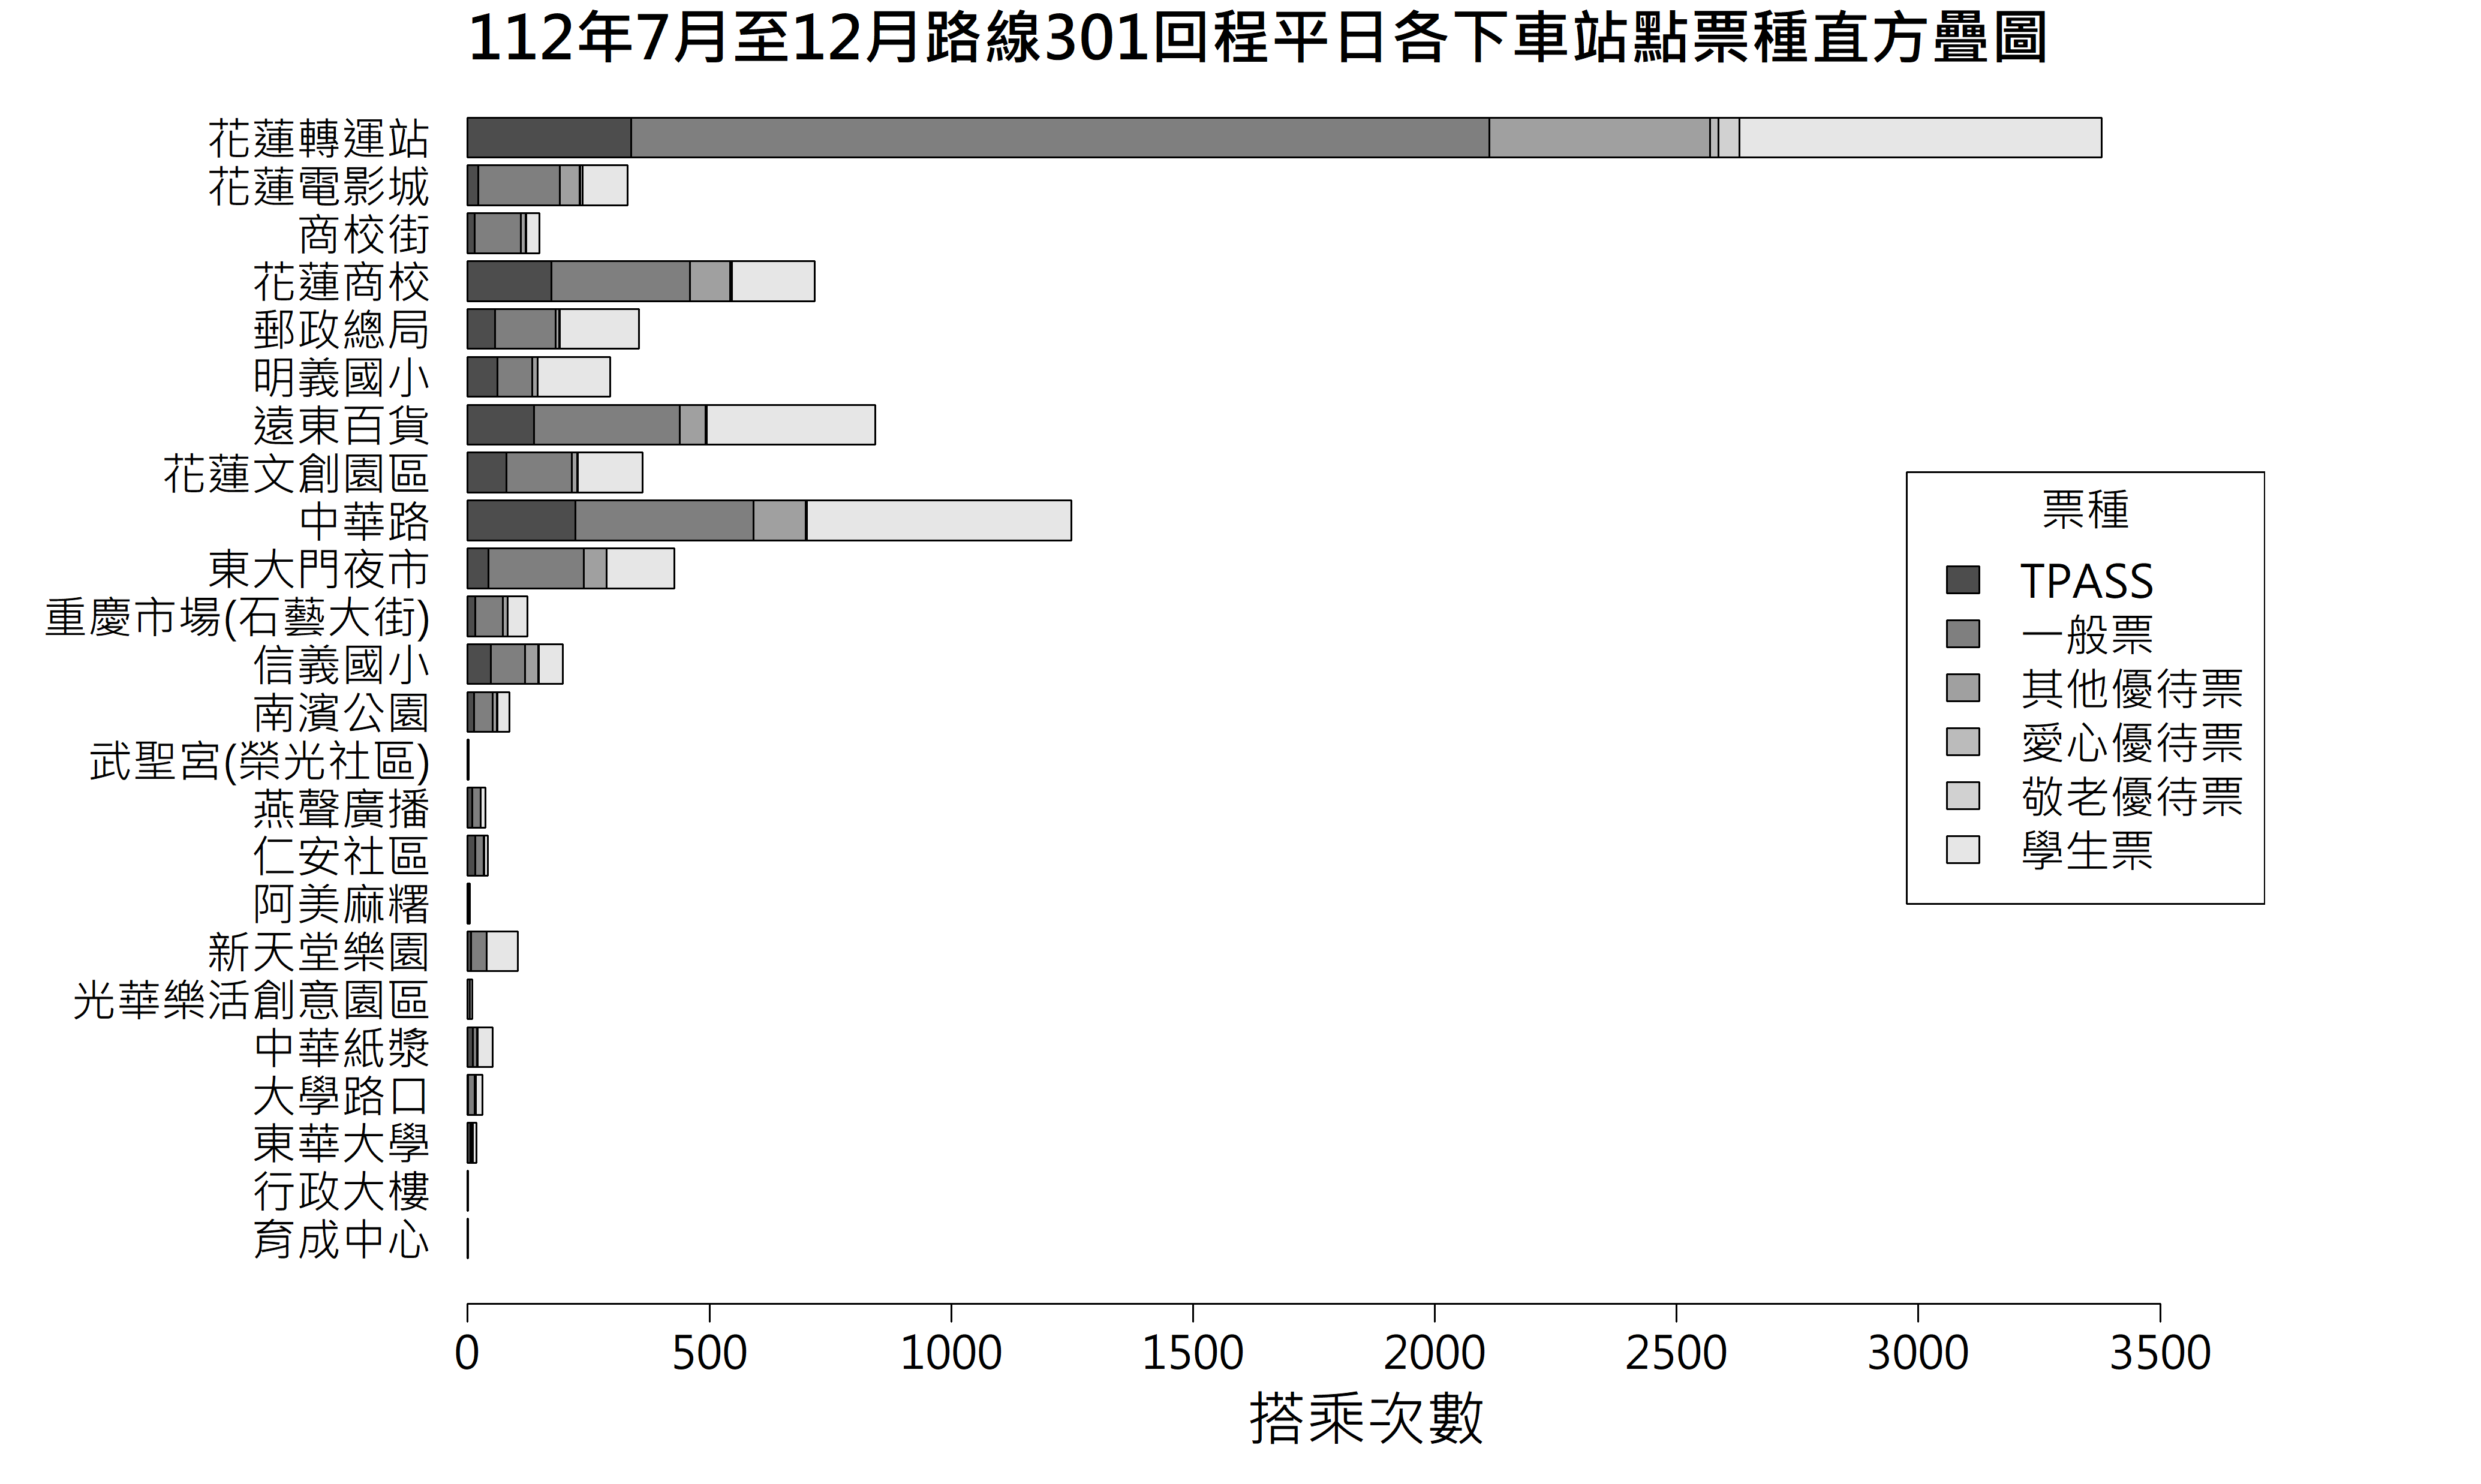 112年7月至12月路線301回程平日各下車站點票種直方疊圖
花蓮轉運站
花蓮電影城
商校街
花蓮商校
郵政總局
明義國小
遠東百貨
花蓮文創園區
中華路
東大門夜市
重慶市場(石藝大街)
信義國小
南濱公園
武聖宮(榮光社區)
燕聲廣播
仁安社區
阿美麻糬
新天堂樂園
光華樂活創意園區
中華紙漿
大學路口
東華大學
行政大樓
育成中心
票種
TPASS
一般票
其他優待票
愛心優待票
敬老優待票
學生票
0 500 1000 1500 2000 2500 3000 3500
搭乘次數